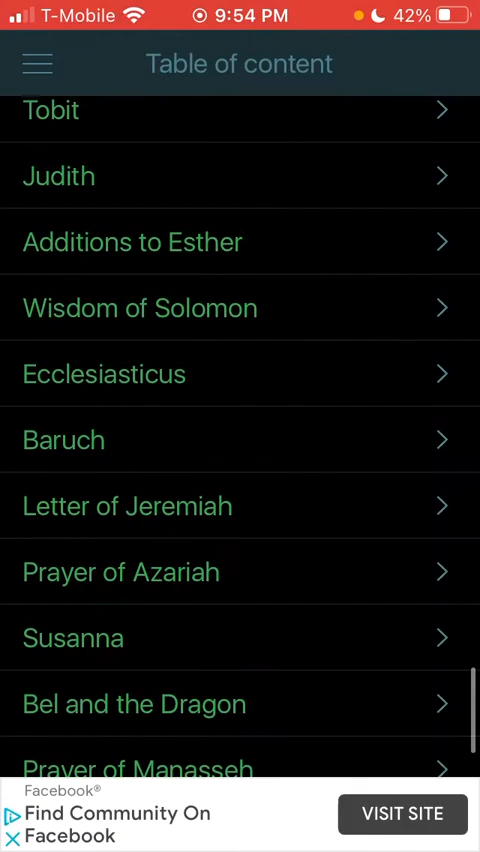 T-Mobile 9:54 PM 42%
Table of content
Tobit
Judith
Additions to Esther
Wisdom of Solomon
Ecclesiasticus
Baruch
Letter of Jeremiah
Prayer of Azariah
Susanna
Bel and the Dragon
Prayer of Manasseh
Facebook®
Find Community On
Facebook
VISIT SITE